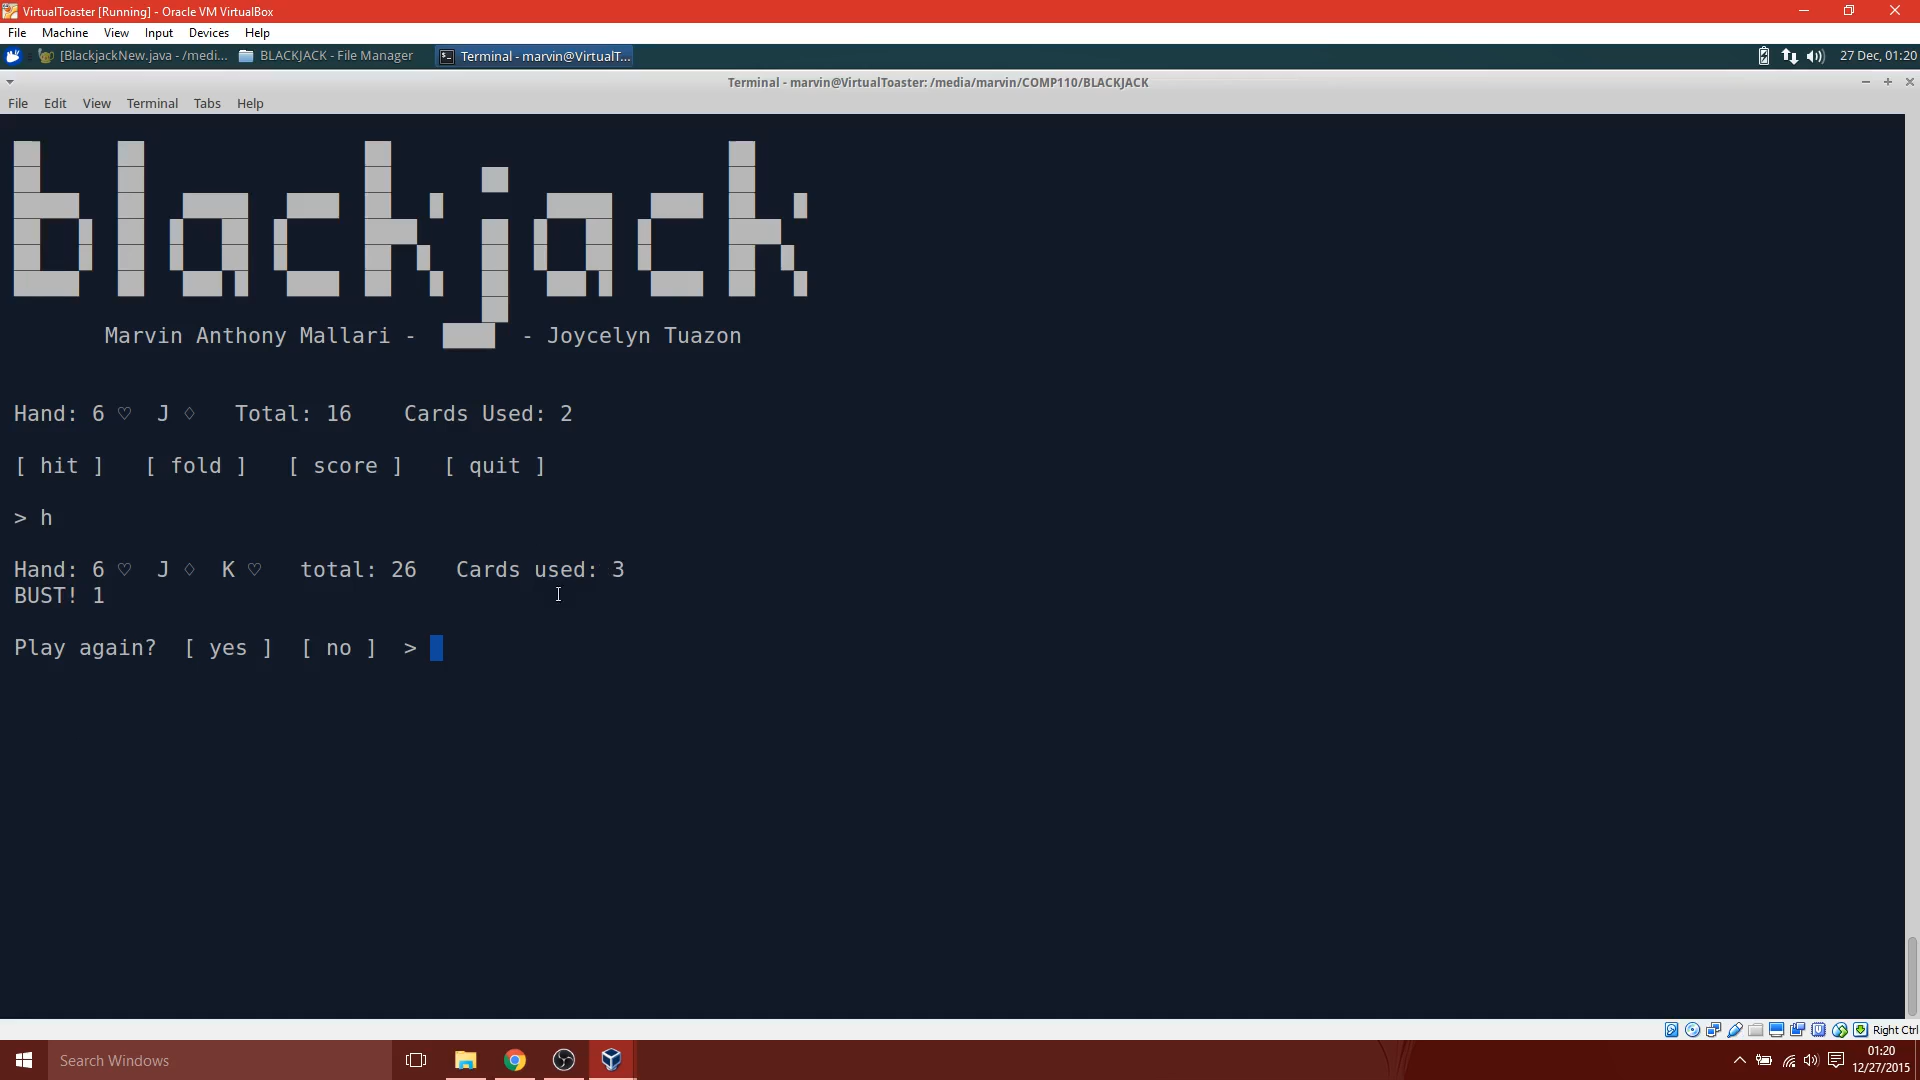 VirtualToaster [Running] - Oracle VM VirtualBox
File Machine View Input Devices Help
[BlackjackNew.java - /medi... BLACKJACK - File Manager Terminal - marvin@VirtualT... 27 Dec, 01:20
Terminal - marvin@VirtualToaster: /media/marvin/COMP110/BLACKJACK
File Edit View Terminal Tabs Help
blackjack
Marvin Anthony Mallari - - Joycelyn Tuazon
Hand: 6 ♡ J ♢ Total: 16 Cards Used: 2
[ hit ] [ fold ] [ score ] [ quit ]
> h
Hand: 6 ♡ J ♢ K ♡ total: 26 Cards used: 3
BUST! 1
Play again? [ yes ] [ no ] >
Right Ctrl
Search Windows
01:20
12/27/2015